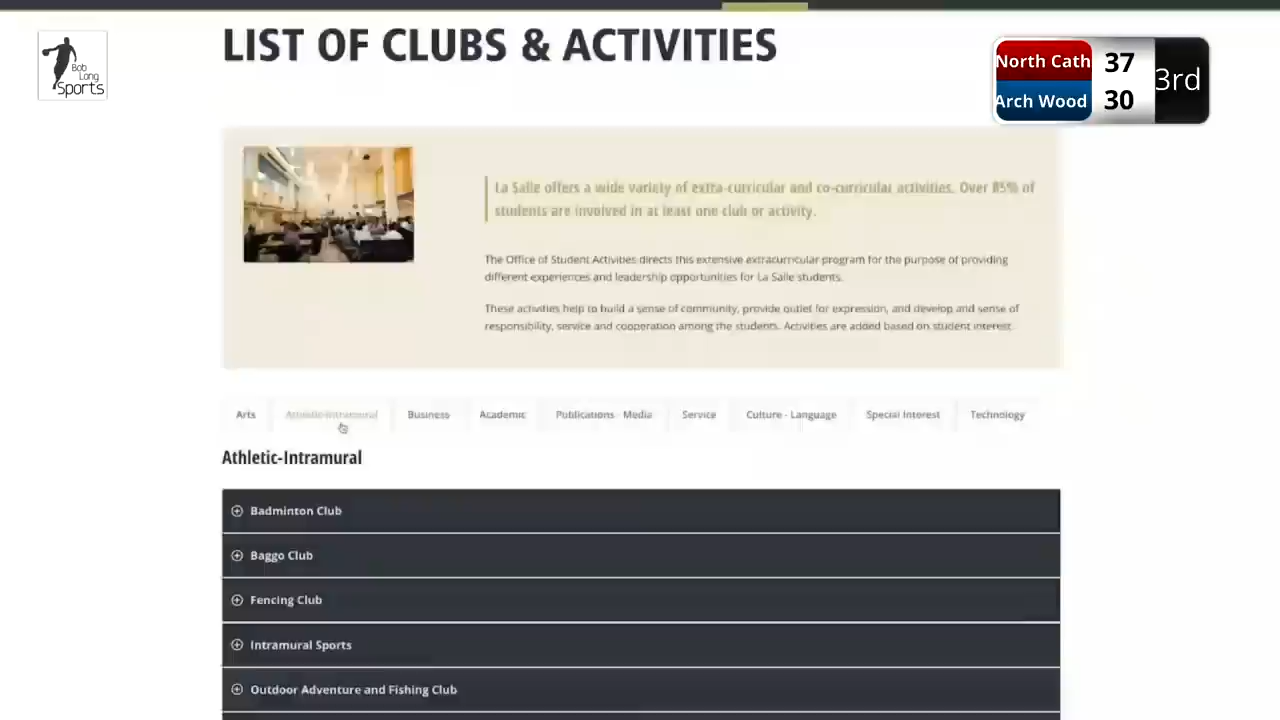 LIST OF CLUBS & ACTIVITIES
Bob
Long
Sports
North Cath 37
Arch Wood 30
3rd
La Salle offers a wide variety of extra-curricular and co-curricular activities. Over 85% of
students are involved in at least one club or activity.
The Office of Student Activities directs this extensive extracurricular program for the purpose of providing
different experiences and leadership opportunities for La Salle students.
These activities help to build a sense of community, provide outlet for expression, and develop and sense of
responsibility, service and cooperation among the students. Activities are added based on student interest.
Arts Athletic-Intramural Business Academic Publications - Media Service Culture - Language Special Interest Technology
Athletic-Intramural
Badminton Club
Baggo Club
Fencing Club
Intramural Sports
Outdoor Adventure and Fishing Club